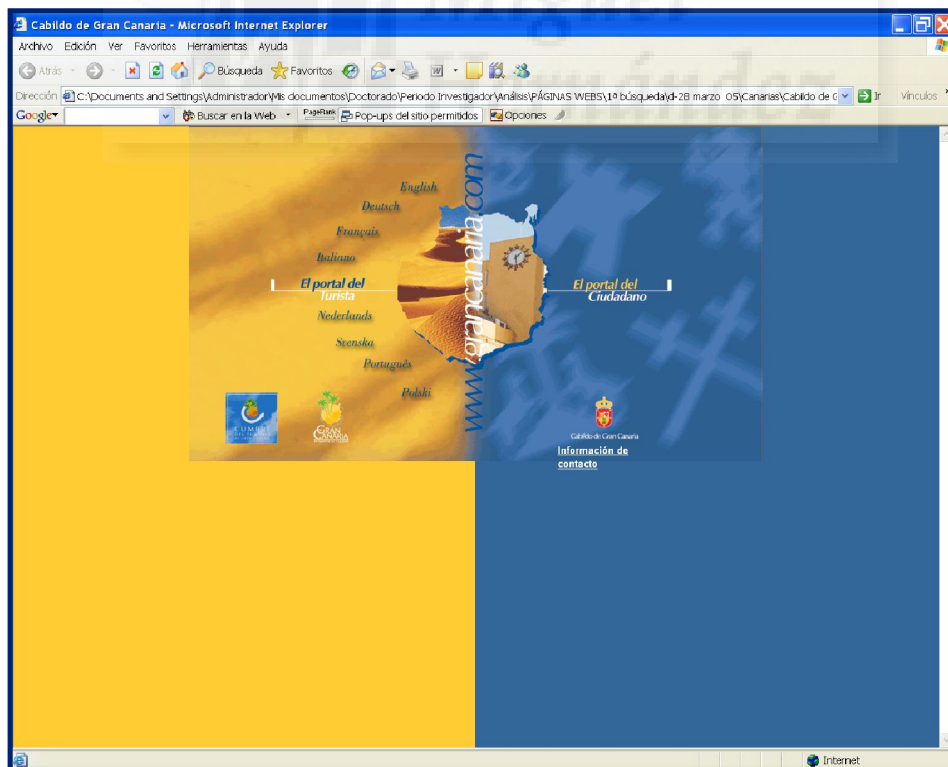 Cabildo de Gran Canaria - Microsoft Internet Explorer
Archivo Edición Ver Favoritos Herramientas Ayuda
Atrás Búsqueda Favoritos
Dirección C:\Documents and Settings\Administrador\Mis documentos\Doctorado\Periodo Investigador\Análisis\PÁGINAS WEBS\1ª búsqueda\d-28 marzo 05\Canarias\Cabildo de G Ir Vínculos »
Google Buscar en la Web PageRank Pop-ups del sitio permitidos Opciones
English
Deutsch
Français
Italiano
El portal del
Turista
Nederlands
Svenska
Português
Polski
www.grancanaria.com
El portal del
Ciudadano
GRAN
CANARIA
Cabildo de Gran Canaria
Información de
contacto
Internet